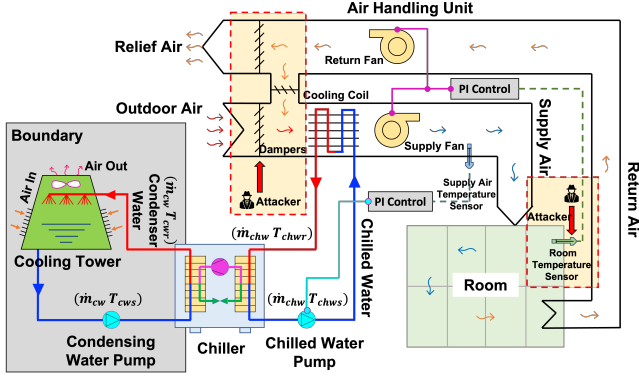 Air Handling Unit
Relief Air
Return Fan
Cooling Coil
PI Control
Outdoor Air
Supply Air
Boundary
Dampers
Supply Fan
Air Out
Air In
(ṁcw Tcwr)
Condenser
Water
Attacker
PI Control
Supply Air
Temperature
Sensor
Attacker
Return Air
(ṁchw Tchwr)
Chilled Water
Cooling Tower
Room
Temperature
Sensor
Room
(ṁcw Tcws)
(ṁchw Tchws)
Condensing
Water Pump
Chiller
Chilled Water
Pump